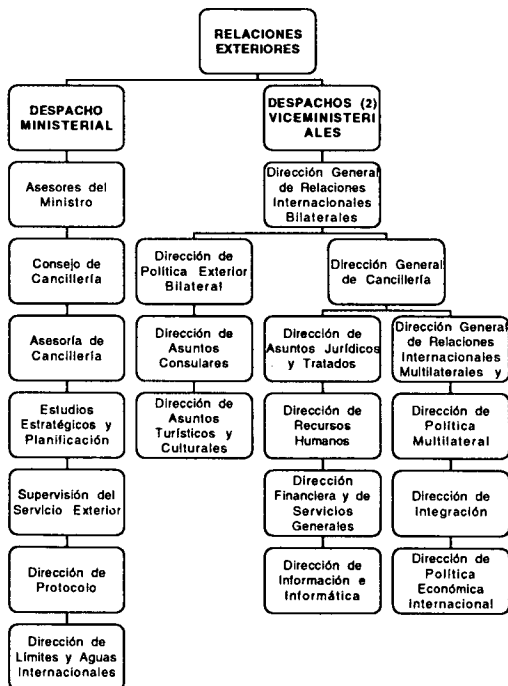 RELACIONES
EXTERIORES
DESPACHO
MINISTERIAL
DESPACHOS (2)
VICEMINISTERI
ALES
Asesores del
Ministro
Dirección General
de Relaciones
Internacionales
Bilaterales
Consejo de
Cancillería
Dirección de
Política Exterior
Bilateral
Dirección General
de Cancillería
Asesoría de
Cancillería
Dirección de
Asuntos
Consulares
Dirección de
Asuntos Jurídicos
y Tratados
Dirección General
de Relaciones
Internacionales
Multilaterales y
Estudios
Estratégicos y
Planificación
Dirección de
Asuntos
Turísticos y
Culturales
Dirección de
Recursos
Humanos
Dirección de
Política
Multilateral
Supervisión del
Servicio Exterior
Dirección
Financiera y de
Servicios
Generales
Dirección de
Integración
Dirección de
Protocolo
Dirección de
Información e
Informática
Dirección de
Política
Económica
Internacional
Dirección de
Límites y Aguas
Internacionales